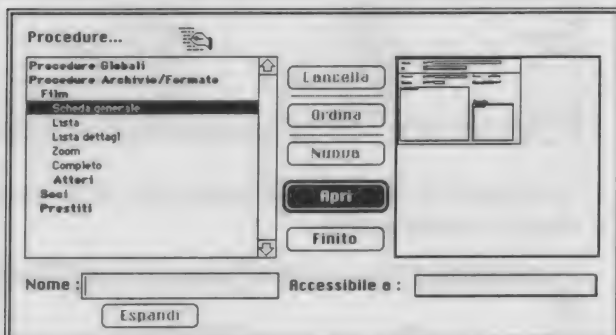 Procedure...
Procedure Globali
Procedure Archivio/Formato
Film
Scheda generale
Lista
Lista dettagl
Zoom
Completo
Attori
Soci
Prestiti
Cancella
Ordina
Nuova
Apri
Finito
Nome :
Accessibile a :
Espandi